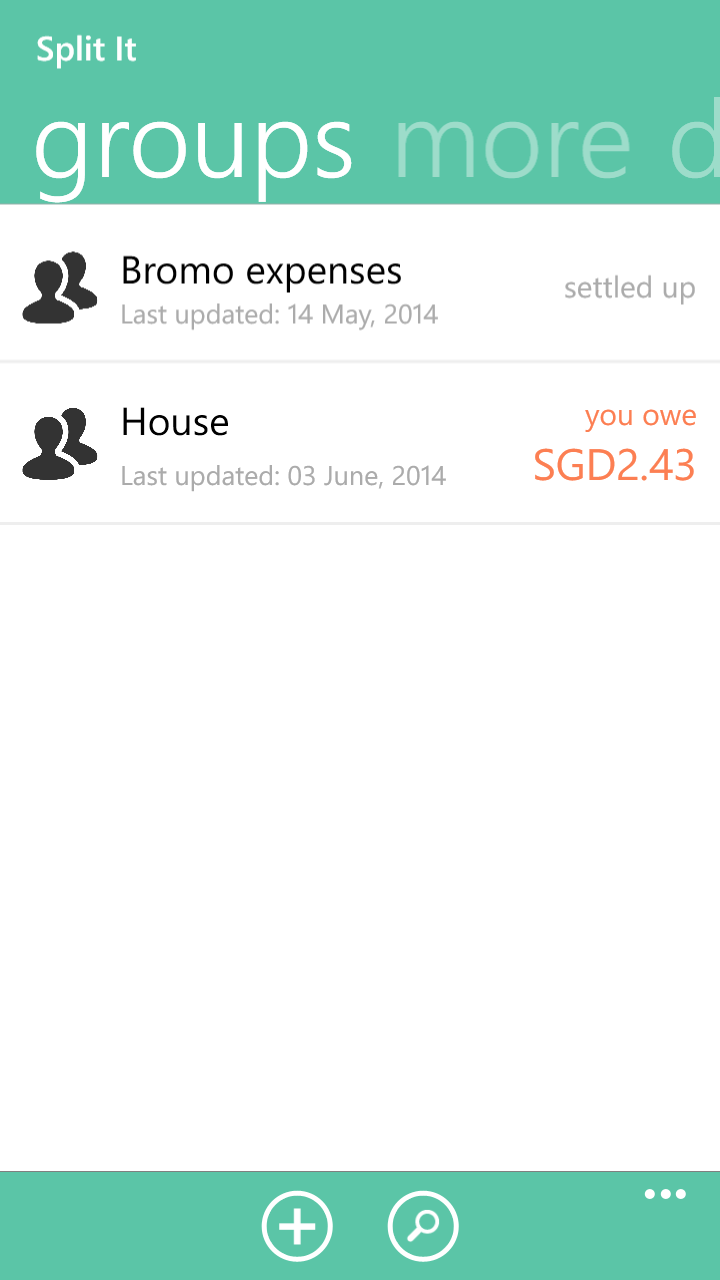 Split It
groups more d
Bromo expenses
Last updated: 14 May, 2014
settled up
House
Last updated: 03 June, 2014
you owe
SGD2.43